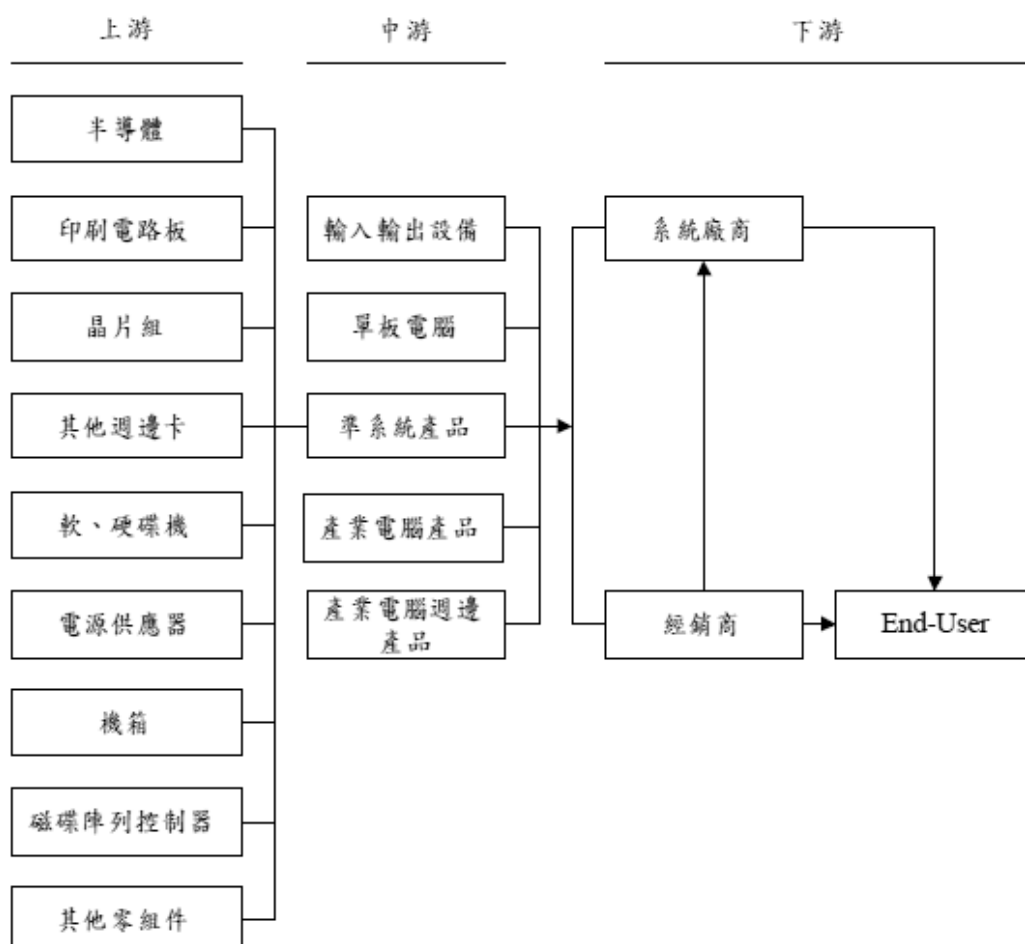 上游
中游
下游
半導體
印刷電路板
晶片組
其他週邊卡
軟、硬碟機
電源供應器
機箱
磁碟陣列控制器
其他零組件
輸入輸出設備
單板電腦
準系統產品
產業電腦產品
產業電腦週邊
產品
系統廠商
經銷商
End-User